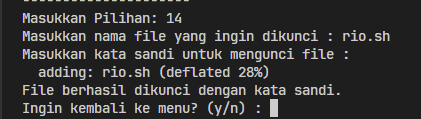 Masukkan Pilihan: 14
Masukkan nama file yang ingin dikunci : rio.sh
Masukkan kata sandi untuk mengunci file :
  adding: rio.sh (deflated 28%)
File berhasil dikunci dengan kata sandi.
Ingin kembali ke menu? (y/n) :